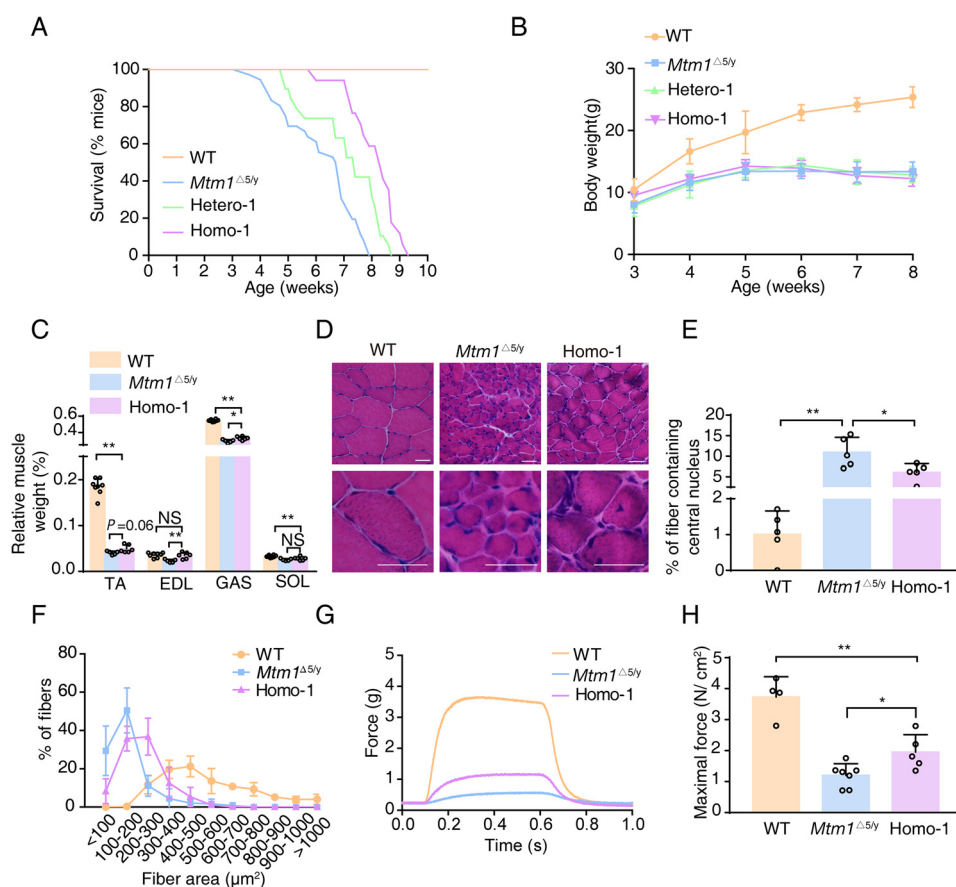 A
Survival (% mice)
100
80
60
40
20
0
WT
Mtm1△5/y
Hetero-1
Homo-1
0 1 2 3 4 5 6 7 8 9 10
Age (weeks)
B
WT
Mtm1△5/y
Hetero-1
Homo-1
Body weight(g)
30
20
10
0
3 4 5 6 7 8
Age (weeks)
C
WT
Mtm1△5/y
Homo-1
Relative muscle
weight (%)
0.6
0.4
0.2
0.1
0.0
**
P=0.06
NS
**
**
*
**
NS
TA EDL GAS SOL
D
WT Mtm1△5/y Homo-1
E
% of fiber containing
central nucleus
20
15
10
5
2
1
0
** *
WT Mtm1△5/y Homo-1
F
% of fibers
80
60
40
20
0
WT
Mtm1Δ5/y
Homo-1
<100
100-200
200-300
300-400
400-500
500-600
600-700
700-800
800-900
900-1000
>1000
Fiber area (µm²)
G
Force (g)
5
4
3
2
1
0
WT
Mtm1△5/y
Homo-1
0.0 0.2 0.4 0.6 0.8 1.0
Time (s)
H
Maximal force (N/ cm²)
5
4
3
2
1
0
**
*
WT Mtm1△5/y Homo-1